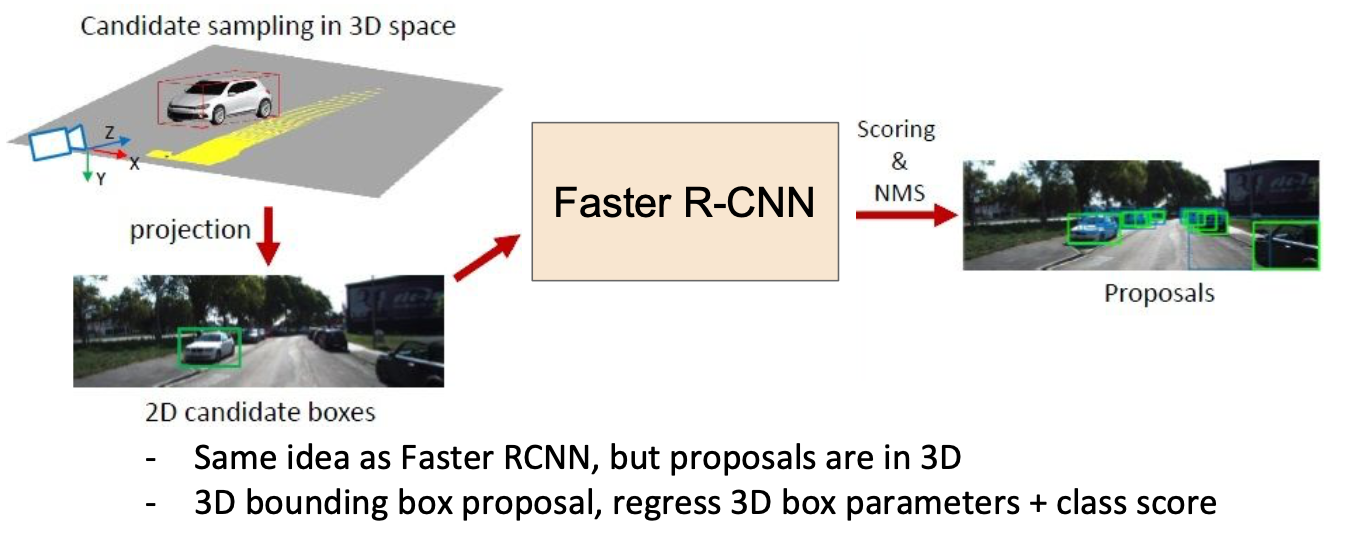 Candidate sampling in 3D space
Z
X
Y
projection
2D candidate boxes
Faster R-CNN
Scoring
&
NMS
Proposals
- Same idea as Faster RCNN, but proposals are in 3D
- 3D bounding box proposal, regress 3D box parameters + class score